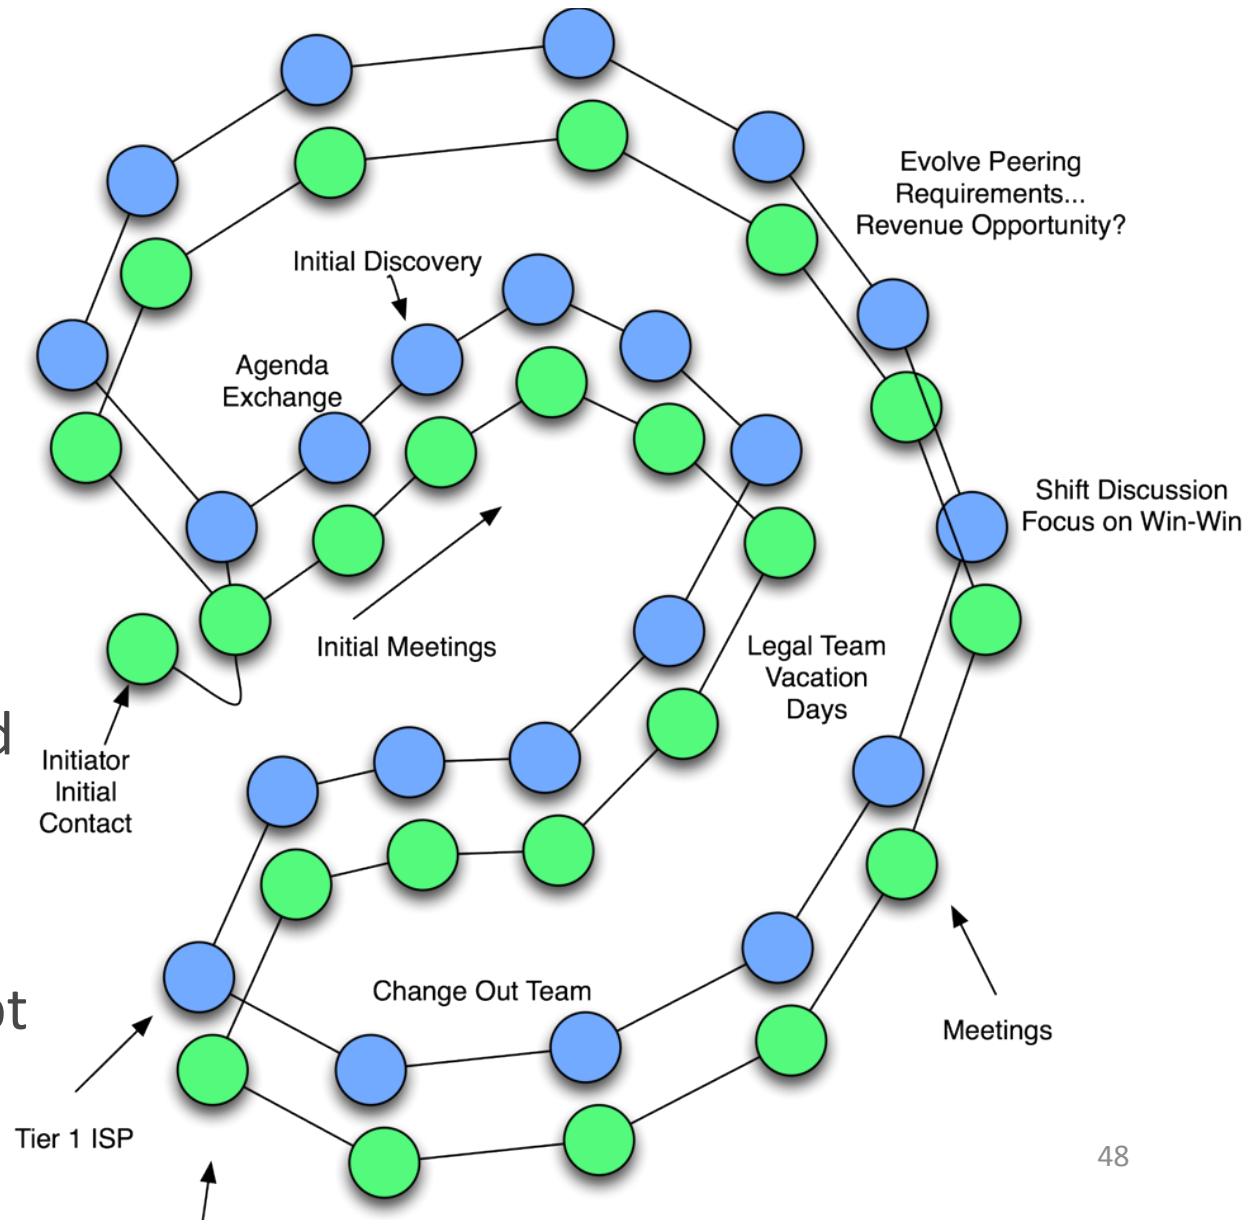 Evolve Peering
Requirements...
Revenue Opportunity?
Initial Discovery
Agenda
Exchange
Shift Discussion
Focus on Win-Win
Initial Meetings
Legal Team
Vacation
Days
Initiator
Initial
Contact
Change Out Team
Meetings
Tier 1 ISP
48